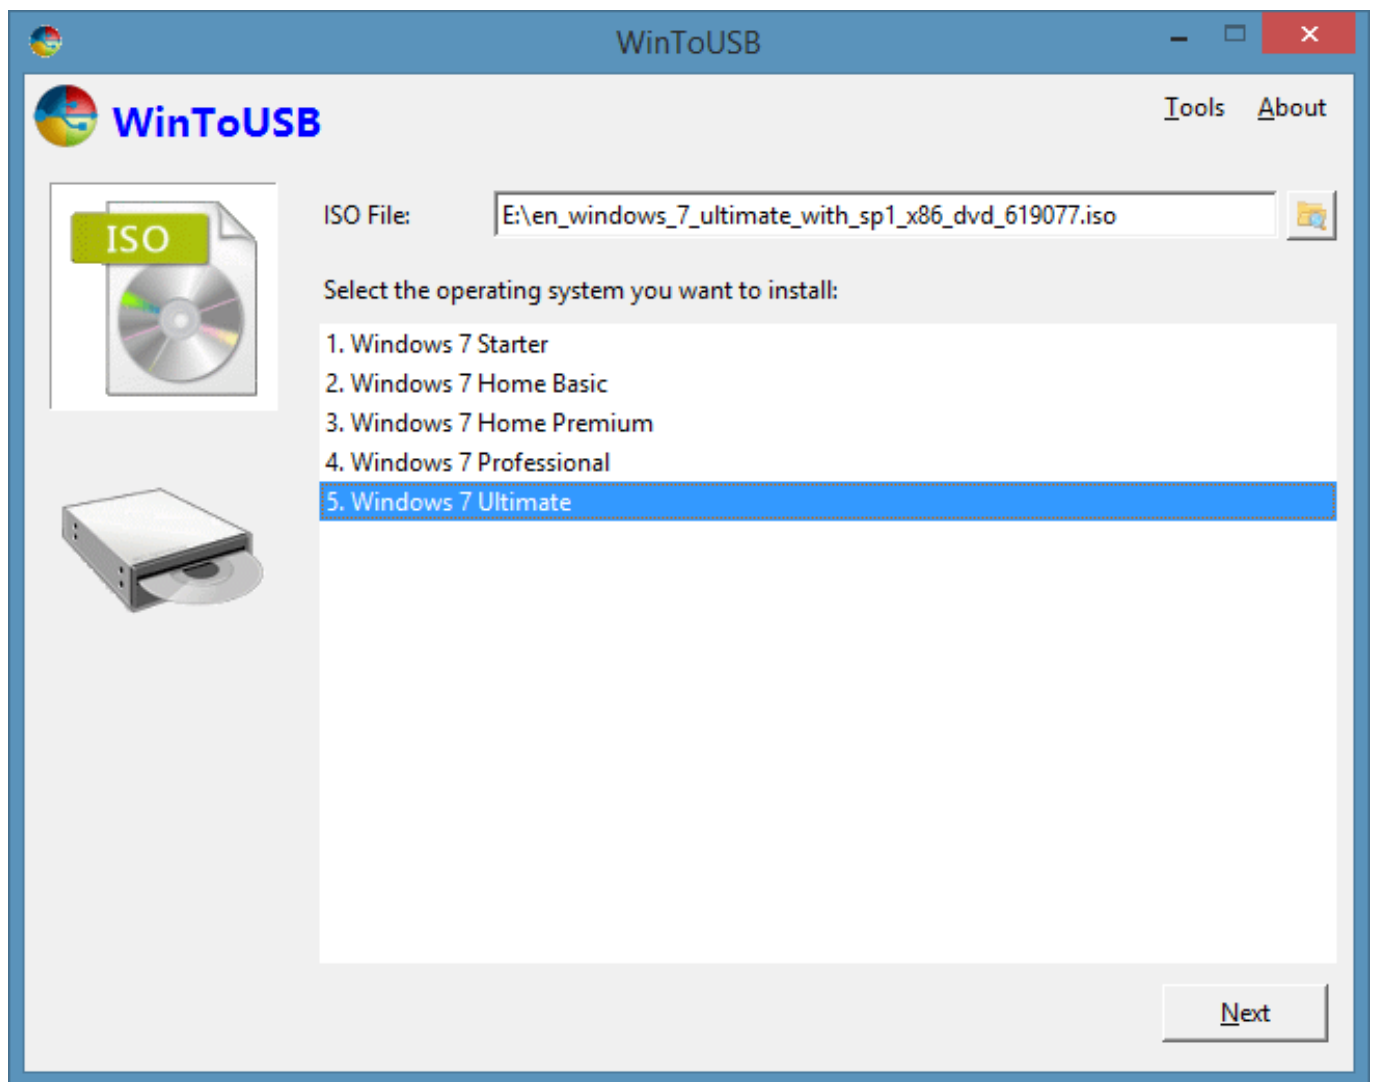 WinToUSB
WinToUSB
Tools About
ISO
ISO File: E:\en_windows_7_ultimate_with_sp1_x86_dvd_619077.iso
Select the operating system you want to install:
1. Windows 7 Starter
2. Windows 7 Home Basic
3. Windows 7 Home Premium
4. Windows 7 Professional
5. Windows 7 Ultimate
Next